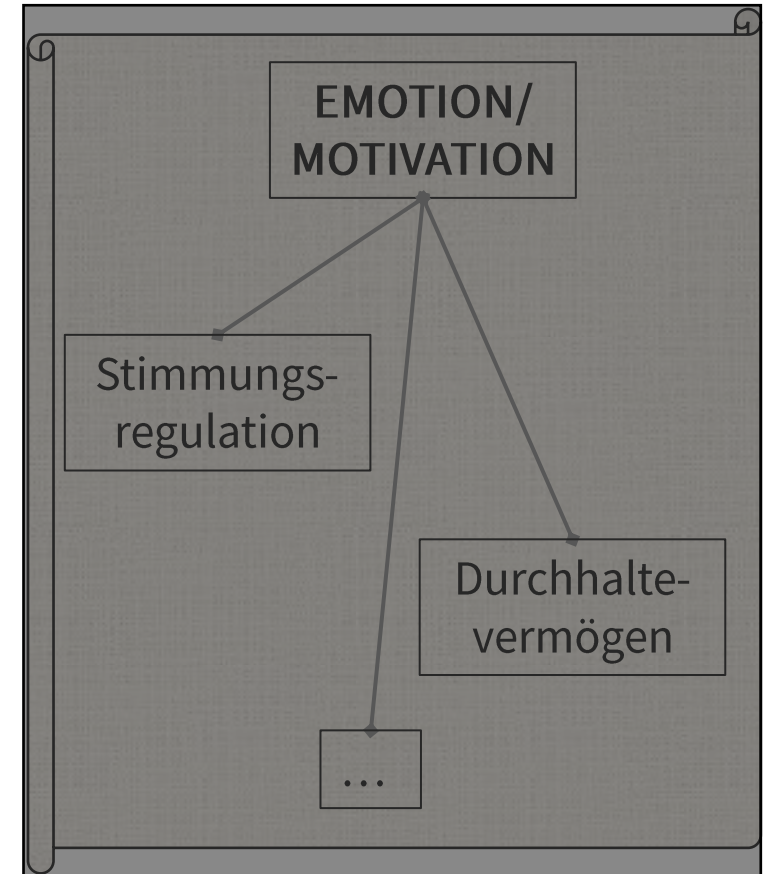 EMOTION/
MOTIVATION
Stimmungs-
regulation
Durchhalte-
vermögen
...